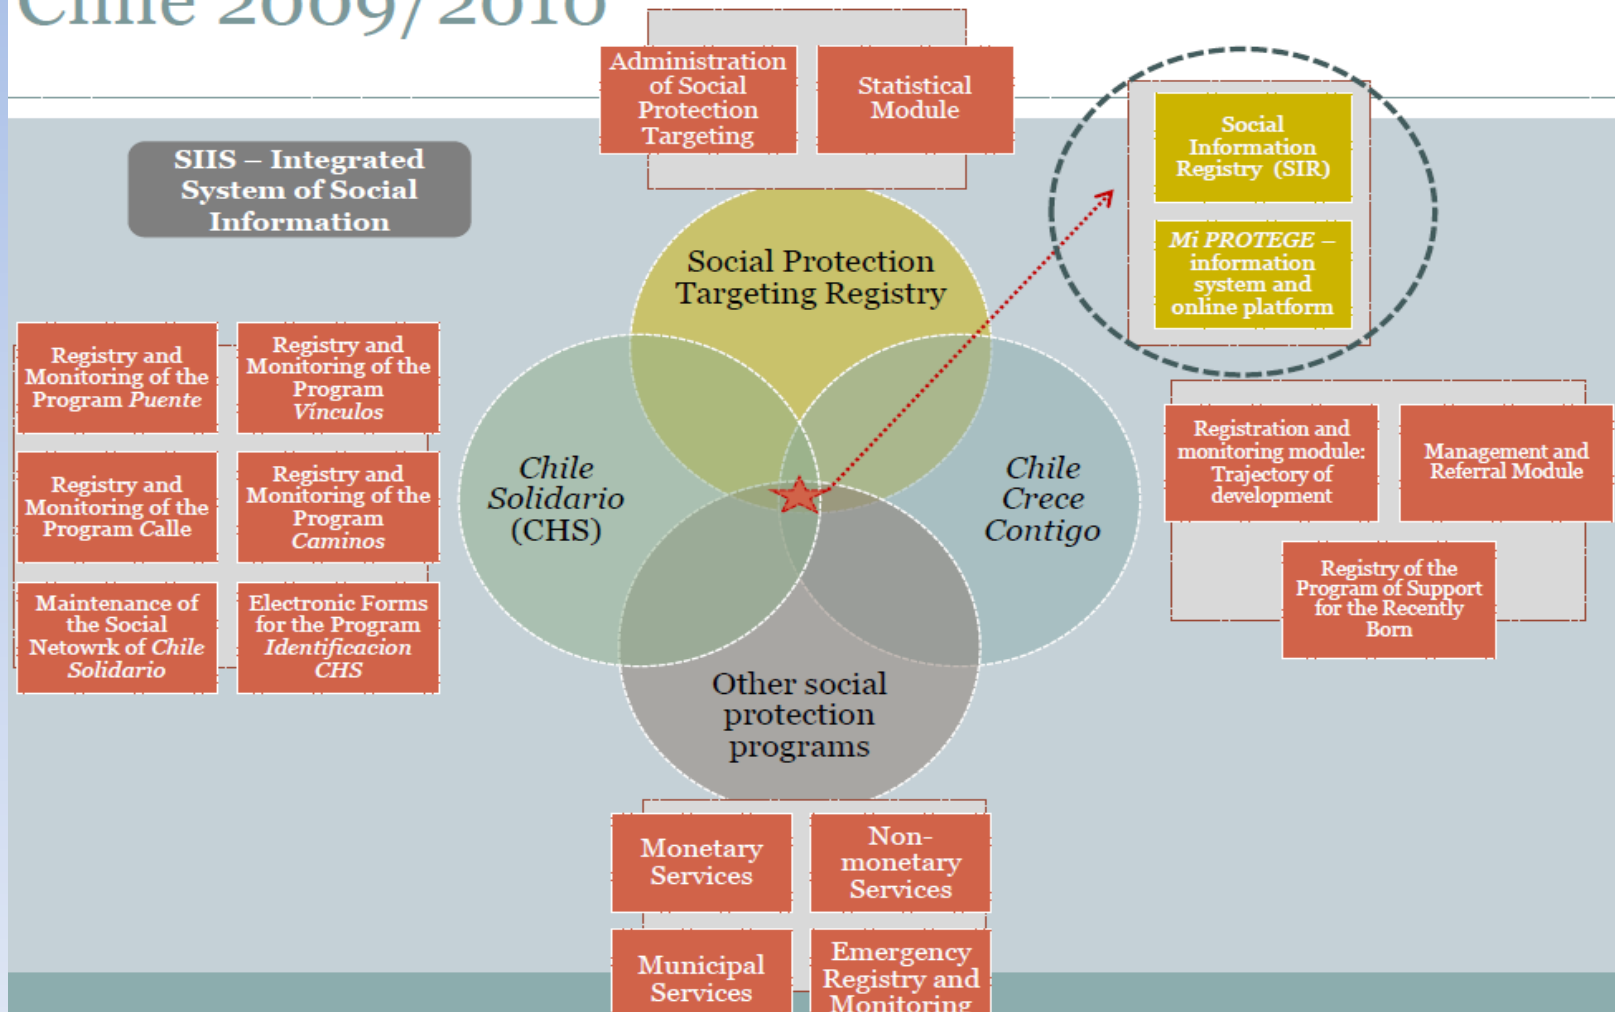 Chile 2009/2010
Administration
of Social
Protection
Targeting
Statistical
Module
Social
Information
Registry (SIR)
Mi PROTEGE –
information
system and
online platform
SIIS – Integrated
System of Social
Information
Social Protection
Targeting Registry
Registry and
Monitoring of the
Program Puente
Registry and
Monitoring of the
Program
Vínculos
Registry and
Monitoring of the
Program Calle
Registry and
Monitoring of the
Program
Caminos
Maintenance of
the Social
Netowrk of Chile
Solidario
Electronic Forms
for the Program
Identificacion
CHS
Chile
Solidario
(CHS)
Chile
Crece
Contigo
Registration and
monitoring module:
Trajectory of
development
Management and
Referral Module
Registry of the
Program of Support
for the Recently
Born
Other social
protection
programs
Monetary
Services
Non-
monetary
Services
Municipal
Services
Emergency
Registry and
Monitoring